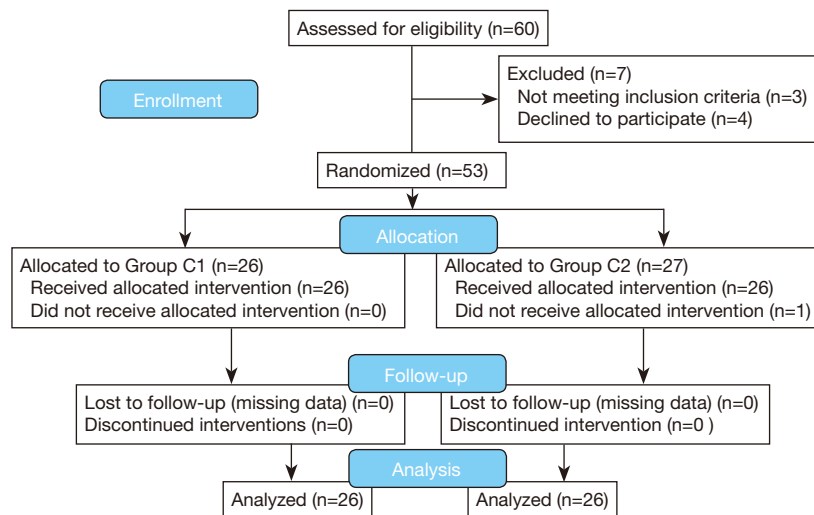 Assessed for eligibility (n=60)
Excluded (n=7)
Not meeting inclusion criteria (n=3)
Declined to participate (n=4)
Enrollment
Randomized (n=53)
Allocation
Allocated to Group C1 (n=26)
Received allocated intervention (n=26)
Did not receive allocated intervention (n=0)
Allocated to Group C2 (n=27)
Received allocated intervention (n=26)
Did not receive allocated intervention (n=1)
Follow-up
Lost to follow-up (missing data) (n=0)
Discontinued interventions (n=0)
Lost to follow-up (missing data) (n=0)
Discontinued intervention (n=0 )
Analysis
Analyzed (n=26)
Analyzed (n=26)